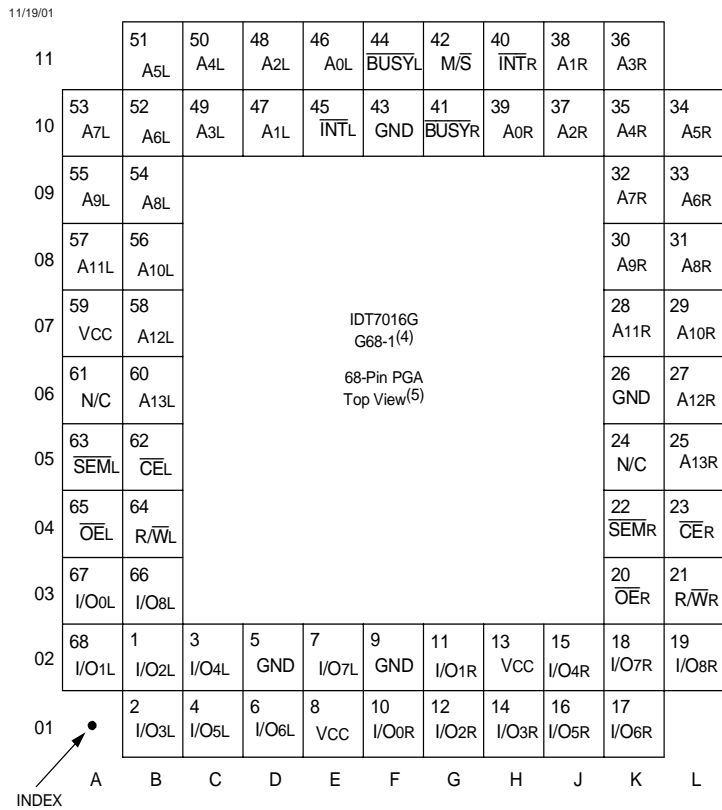 11/19/01
11 51 50 48 46 44 42 40 38 36
A5L A4L A2L A0L BUSYL M/S INTR A1R A3R
10 53 52 49 47 45 43 41 39 37 35 34
A7L A6L A3L A1L INTL GND BUSYR A0R A2R A4R A5R
09 55 54 32 33
A9L A8L A7R A6R
08 57 56 30 31
A11L A10L A9R A8R
07 59 58 28 29
VCC A12L A11R A10R
IDT7016G
G68-1(4)
68-Pin PGA
Top View(5)
06 61 60 26 27
N/C A13L GND A12R
05 63 62 24 25
SEML CEL N/C A13R
04 65 64 22 23
OEL R/WL SEMR CER
03 67 66 20 21
I/O0L I/O8L OER R/WR
02 68 1 3 5 7 9 11 13 15 18 19
I/O1L I/O2L I/O4L GND I/O7L GND I/O1R VCC I/O4R I/O7R I/O8R
01 2 4 6 8 10 12 14 16 17
I/O3L I/O5L I/O6L VCC I/O0R I/O2R I/O3R I/O5R I/O6R
A B C D E F G H J K L
INDEX